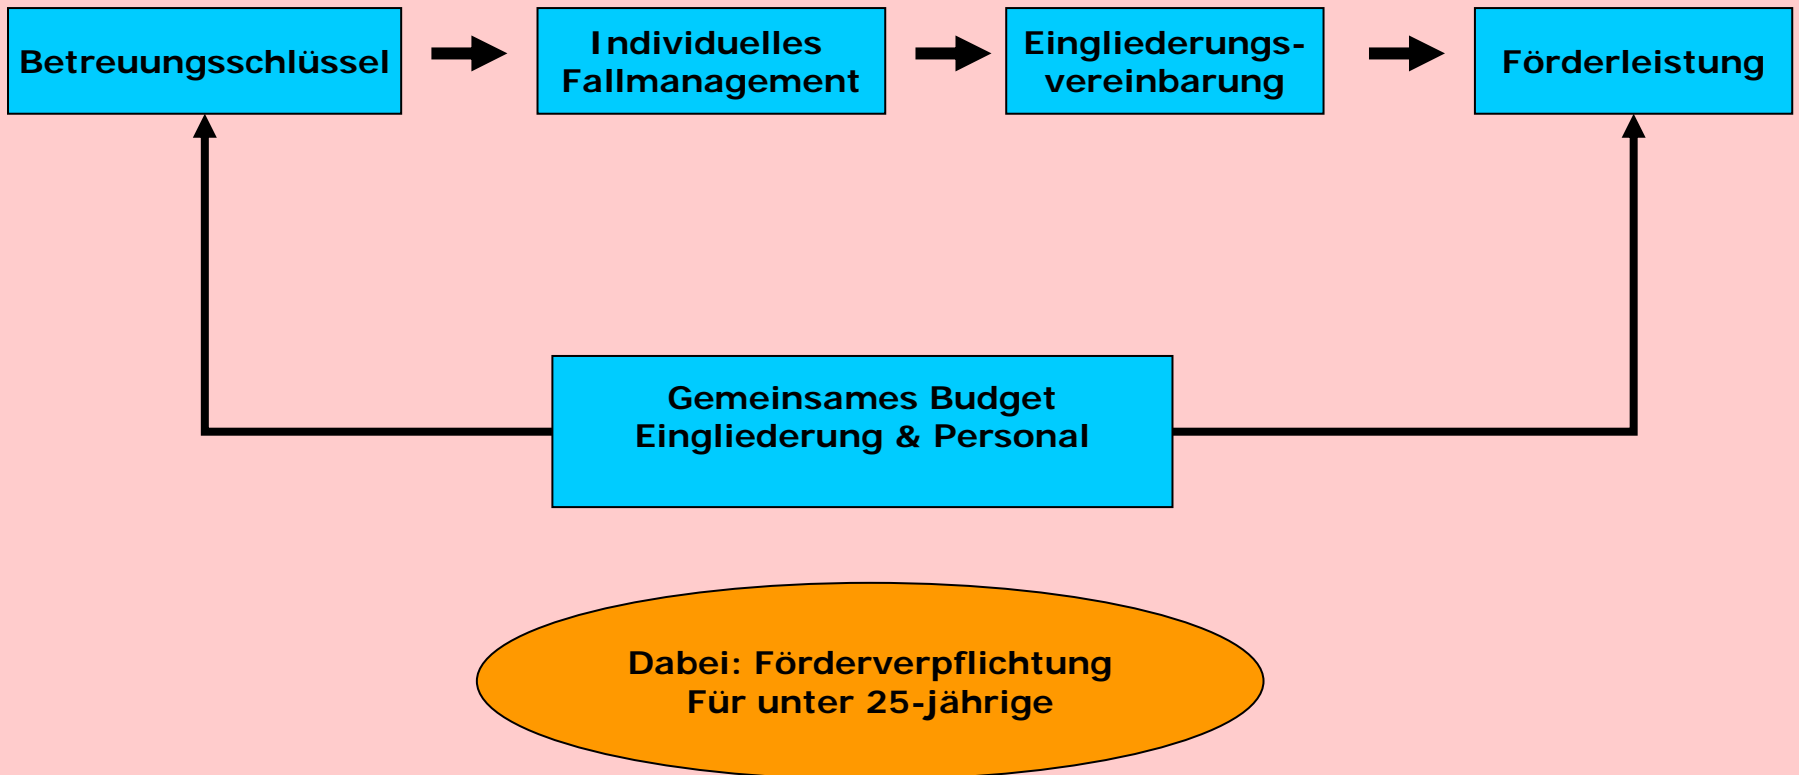 Betreuungsschlüssel
Individuelles
Fallmanagement
Eingliederungs-
vereinbarung
Förderleistung
Gemeinsames Budget
Eingliederung & Personal
Dabei: Förderverpflichtung
Für unter 25-jährige